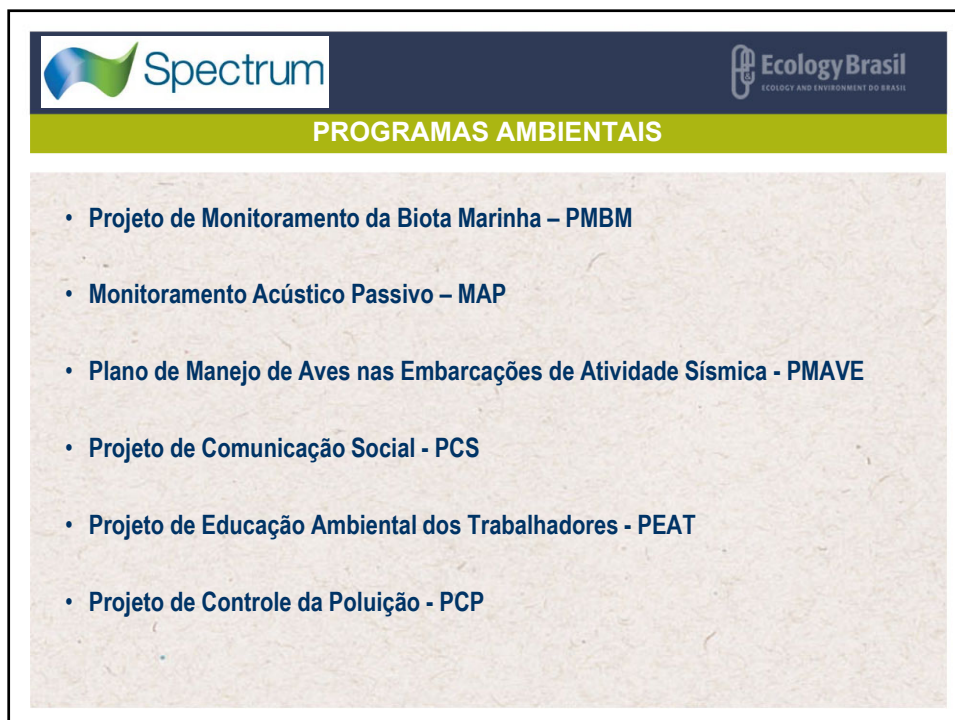 Spectrum
Ecology Brasil
ECOLOGY AND ENVIRONMENT DO BRASIL
PROGRAMAS AMBIENTAIS
• Projeto de Monitoramento da Biota Marinha – PMBM
• Monitoramento Acústico Passivo – MAP
• Plano de Manejo de Aves nas Embarcações de Atividade Sísmica - PMAVE
• Projeto de Comunicação Social - PCS
• Projeto de Educação Ambiental dos Trabalhadores - PEAT
• Projeto de Controle da Poluição - PCP